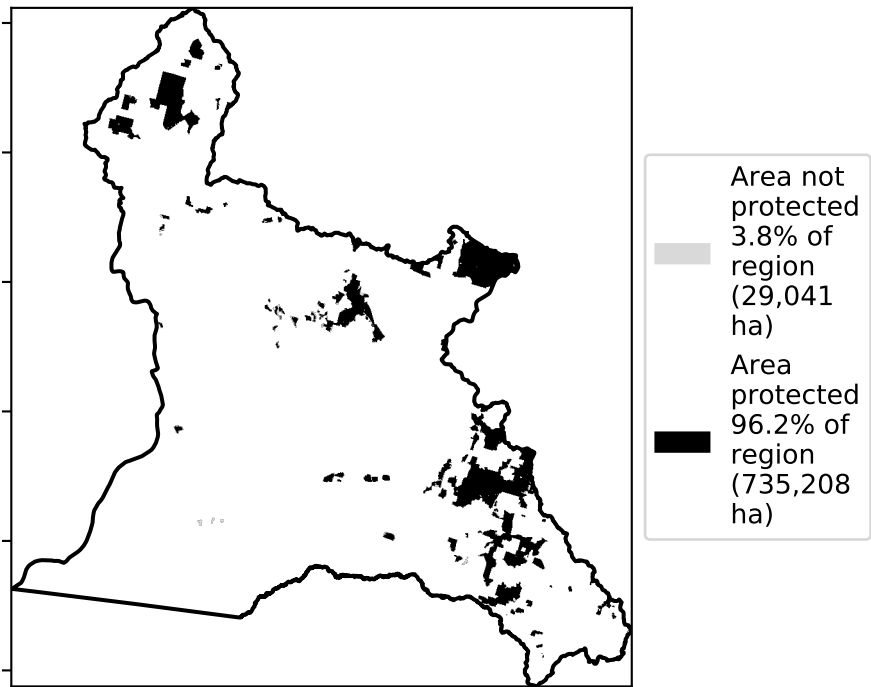 Area not
protected
3.8% of
region
(29,041
ha)
Area
protected
96.2% of
region
(735,208
ha)